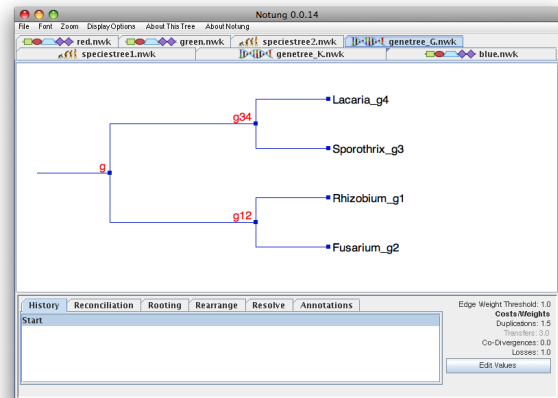 Notung 0.0.14
File Font Zoom Display Options About This Tree About Notung
red.nwk green.nwk speciestree2.nwk genetree_G.nwk
speciestree1.nwk genetree_K.nwk blue.nwk
Lacaria_g4
g34
Sporothrix_g3
g
Rhizobium_g1
g12
Fusarium_g2
History Reconciliation Rooting Rearrange Resolve Annotations
Start
Edge Weight Threshold: 1.0
Costs/Weights
Duplications: 1.5
Transfers: 3.0
Co-Divergences: 0.0
Losses: 1.0
Edit Values